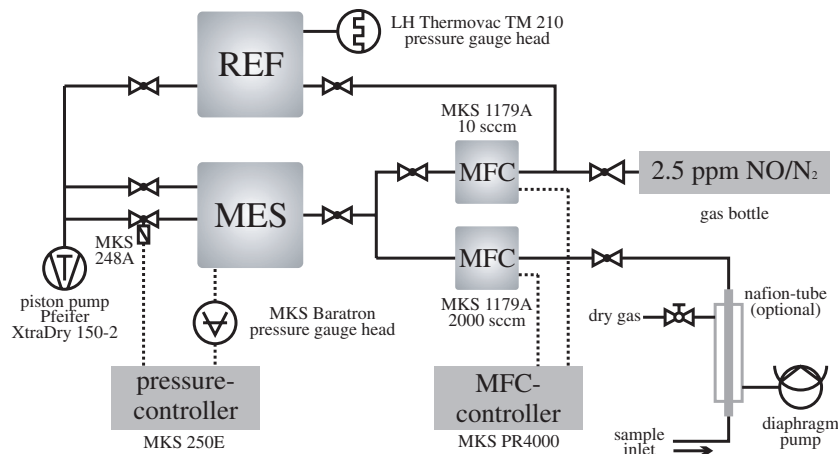 LH Thermovac TM 210
pressure gauge head
REF
MKS 1179A
10 sccm
MFC
2.5 ppm NO/N2
gas bottle
MES
MKS
248A
MFC
MKS 1179A
2000 sccm
piston pump
Pfeifer
XtraDry 150-2
MKS Baratron
pressure gauge head
dry gas
nafion-tube
(optional)
pressure-
controller
MKS 250E
MFC-
controller
MKS PR4000
sample
inlet
diaphragm
pump